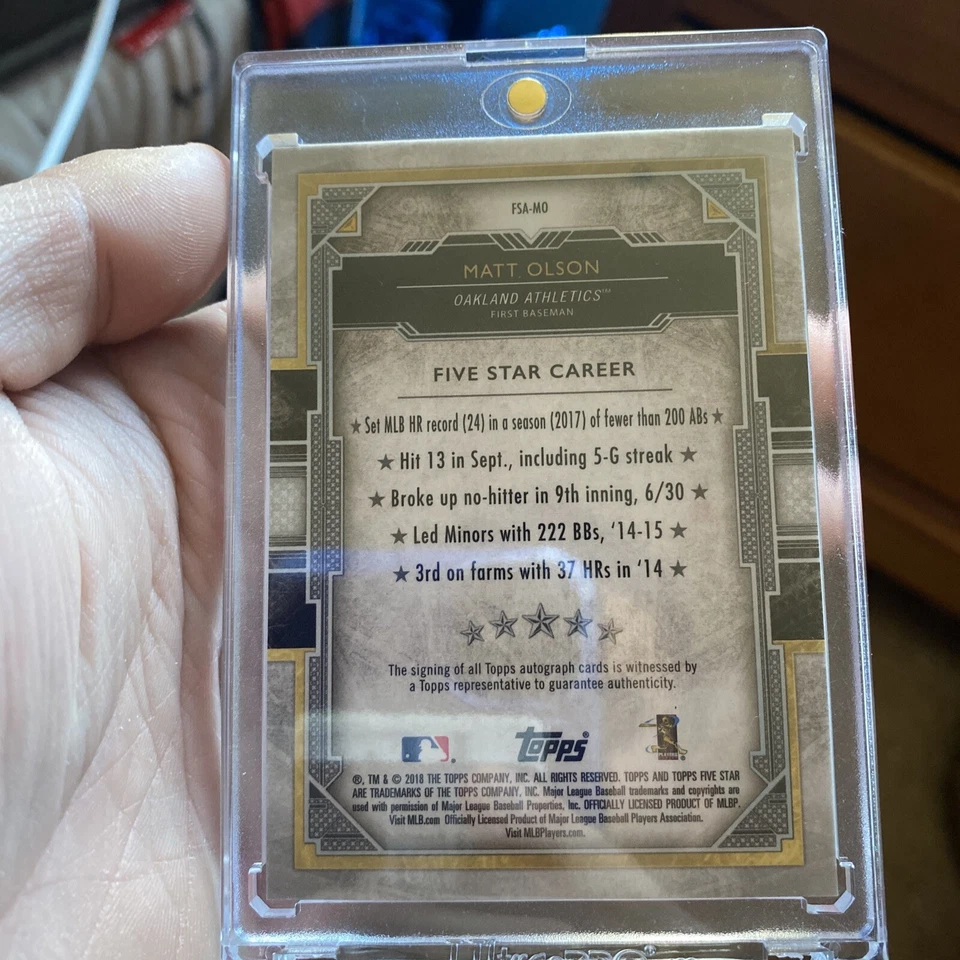 FSA-MO
MATT OLSON
OAKLAND ATHLETICS™
FIRST BASEMAN
FIVE STAR CAREER
★ Set MLB HR record (24) in a season (2017) of fewer than 200 ABs ★
★ Hit 13 in Sept., including 5-G streak ★
★ Broke up no-hitter in 9th inning, 6/30 ★
★ Led Minors with 222 BBs, '14-15 ★
★ 3rd on farms with 37 HRs in '14 ★
The signing of all Topps autograph cards is witnessed by
a Topps representative to guarantee authenticity.
topps®
®, TM & © 2018 THE TOPPS COMPANY, INC. ALL RIGHTS RESERVED. TOPPS AND TOPPS FIVE STAR
ARE TRADEMARKS OF THE TOPPS COMPANY, INC. Major League Baseball trademarks and copyrights are
used with permission of Major League Baseball Properties, Inc. OFFICIALLY LICENSED PRODUCT OF MLBP.
Visit MLB.com Officially Licensed Product of Major League Baseball Players Association.
Visit MLBPlayers.com.